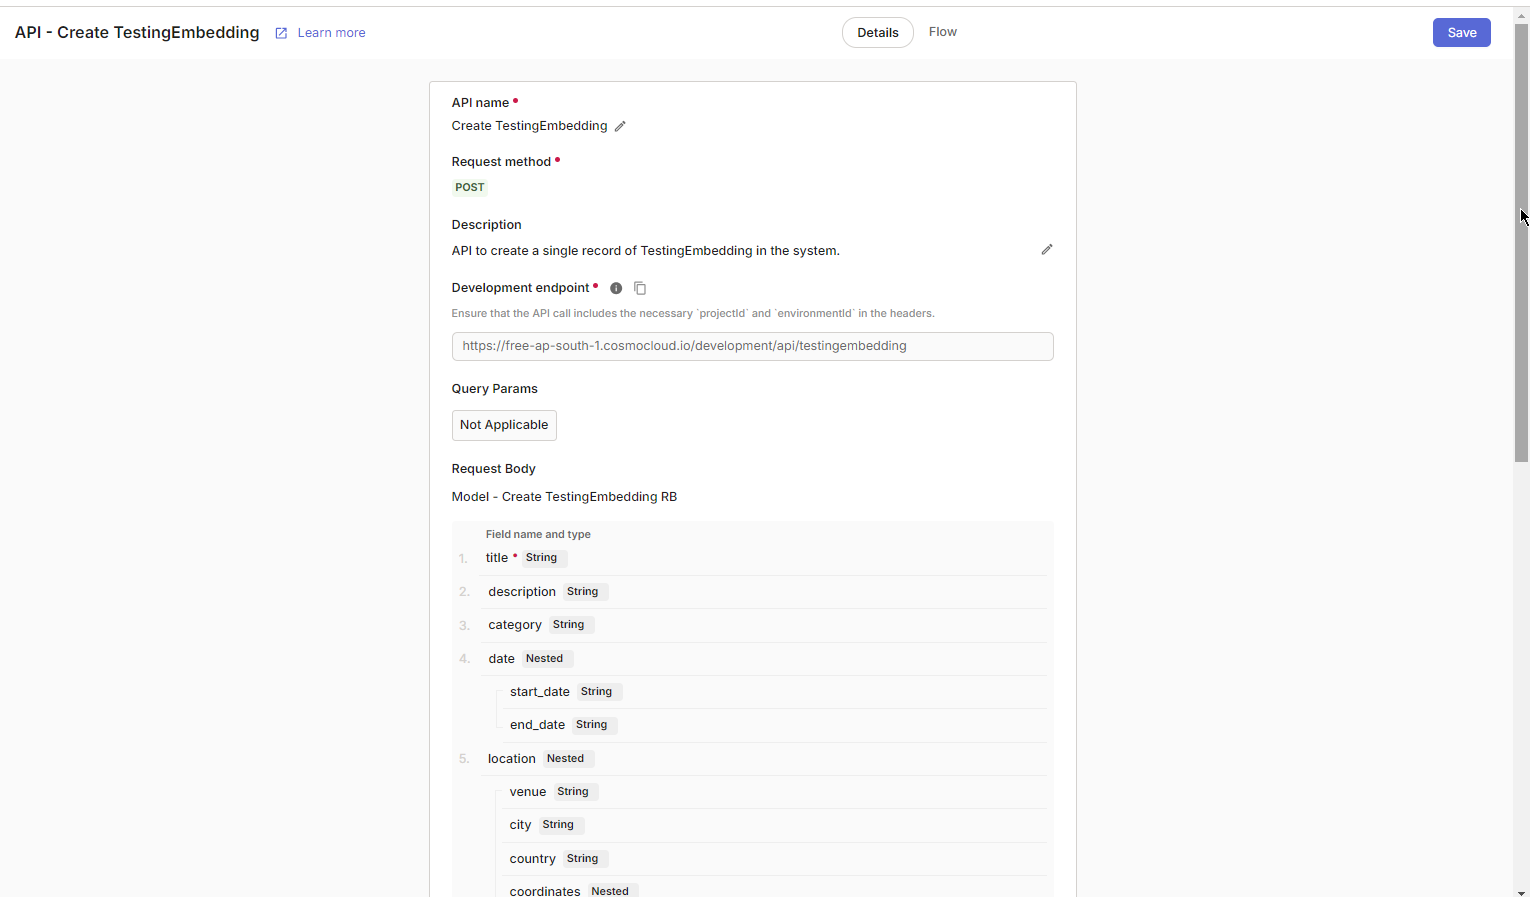 API - Create TestingEmbedding Learn more Details Flow Save
API name
Create TestingEmbedding
Request method
POST
Description
API to create a single record of TestingEmbedding in the system.
Development endpoint
Ensure that the API call includes the necessary `projectId` and `environmentId` in the headers.
https://free-ap-south-1.cosmocloud.io/development/api/testingembedding
Query Params
Not Applicable
Request Body
Model - Create TestingEmbedding RB
Field name and type
1. title String
2. description String
3. category String
4. date Nested
start_date String
end_date String
5. location Nested
venue String
city String
country String
coordinates Nested